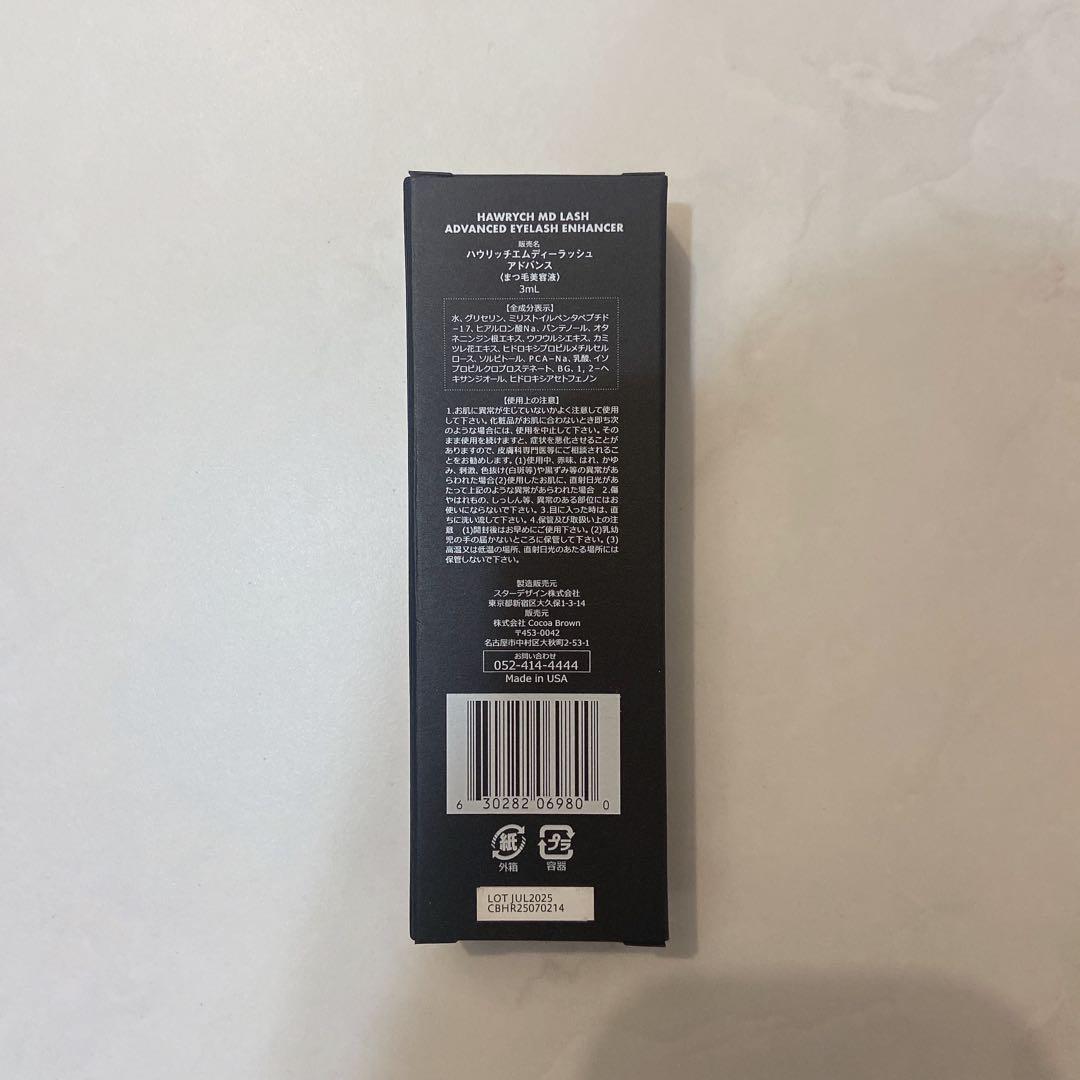 HAWRYCH MD LASH
ADVANCED EYELASH ENHANCER
販売名
ハウリッチエムディーラッシュ
アドバンス
〈まつ毛美容液〉
3mL
【全成分表示】
水、グリセリン、ミリストイルペンタペプチド
−17、ヒアルロン酸Na、パンテノール、オタ
ネニンジン根エキス、ウワウルシエキス、カミ
ツレ花エキス、ヒドロキシプロピルメチルセル
ロース、ソルビトール、PCA−Na、乳酸、イソ
プロピルクロプロステネート、BG、1, 2−ヘ
キサンジオール、ヒドロキシアセトフェノン
【使用上の注意】
1.お肌に異常が生じていないかよく注意して使用
して下さい。化粧品がお肌に合わないとき即ち次
のような場合には、使用を中止して下さい。その
まま使用を続けますと、症状を悪化させることが
ありますので、皮膚科専門医等にご相談されるこ
とをお勧めします。(1)使用中、赤味、はれ、かゆ
み、刺激、色抜け(白斑等)や黒ずみ等の異常があ
らわれた場合(2)使用したお肌に、直射日光があ
たって上記のような異常があらわれた場合 2.傷
やはれもの、しっしん等、異常のある部位にはお
使いにならないで下さい。3.目に入った時は、直
ちに洗い流して下さい。4.保管及び取扱い上の注
意 (1)開封後はお早めにご使用下さい。(2)乳幼
児の手の届かないところに保管して下さい。(3)
高温又は低温の場所、直射日光のあたる場所には
保管しないで下さい。
製造販売元
スターデザイン株式会社
東京都新宿区大久保1-3-14
販売元
株式会社 Cocoa Brown
〒453-0042
名古屋市中村区大秋町2-53-1
お問い合わせ
052-414-4444
Made in USA
6 30282 06980 0
紙 プラ
外箱 容器
LOT JUL2025
CBHR25070214